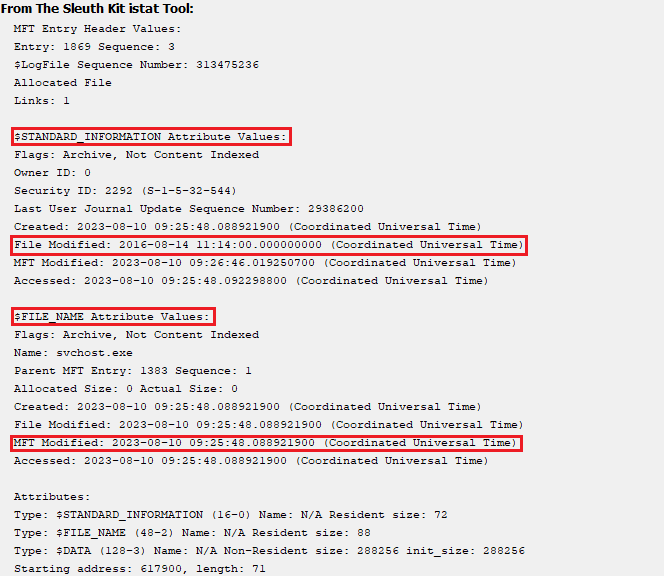 From The Sleuth Kit istat Tool:
MFT Entry Header Values:
Entry: 1869 Sequence: 3
$LogFile Sequence Number: 313475236
Allocated File
Links: 1
$STANDARD_INFORMATION Attribute Values:
Flags: Archive, Not Content Indexed
Owner ID: 0
Security ID: 2292 (S-1-5-32-544)
Last User Journal Update Sequence Number: 29386200
Created: 2023-08-10 09:25:48.088921900 (Coordinated Universal Time)
File Modified: 2016-08-14 11:14:00.000000000 (Coordinated Universal Time)
MFT Modified: 2023-08-10 09:26:46.019250700 (Coordinated Universal Time)
Accessed: 2023-08-10 09:25:48.092298800 (Coordinated Universal Time)
$FILE_NAME Attribute Values:
Flags: Archive, Not Content Indexed
Name: svchost.exe
Parent MFT Entry: 1383 Sequence: 1
Allocated Size: 0 Actual Size: 0
Created: 2023-08-10 09:25:48.088921900 (Coordinated Universal Time)
File Modified: 2023-08-10 09:25:48.088921900 (Coordinated Universal Time)
MFT Modified: 2023-08-10 09:25:48.088921900 (Coordinated Universal Time)
Accessed: 2023-08-10 09:25:48.088921900 (Coordinated Universal Time)
Attributes:
Type: $STANDARD_INFORMATION (16-0) Name: N/A Resident size: 72
Type: $FILE_NAME (48-2) Name: N/A Resident size: 88
Type: $DATA (128-3) Name: N/A Non-Resident size: 288256 init_size: 288256
Starting address: 617900, length: 71